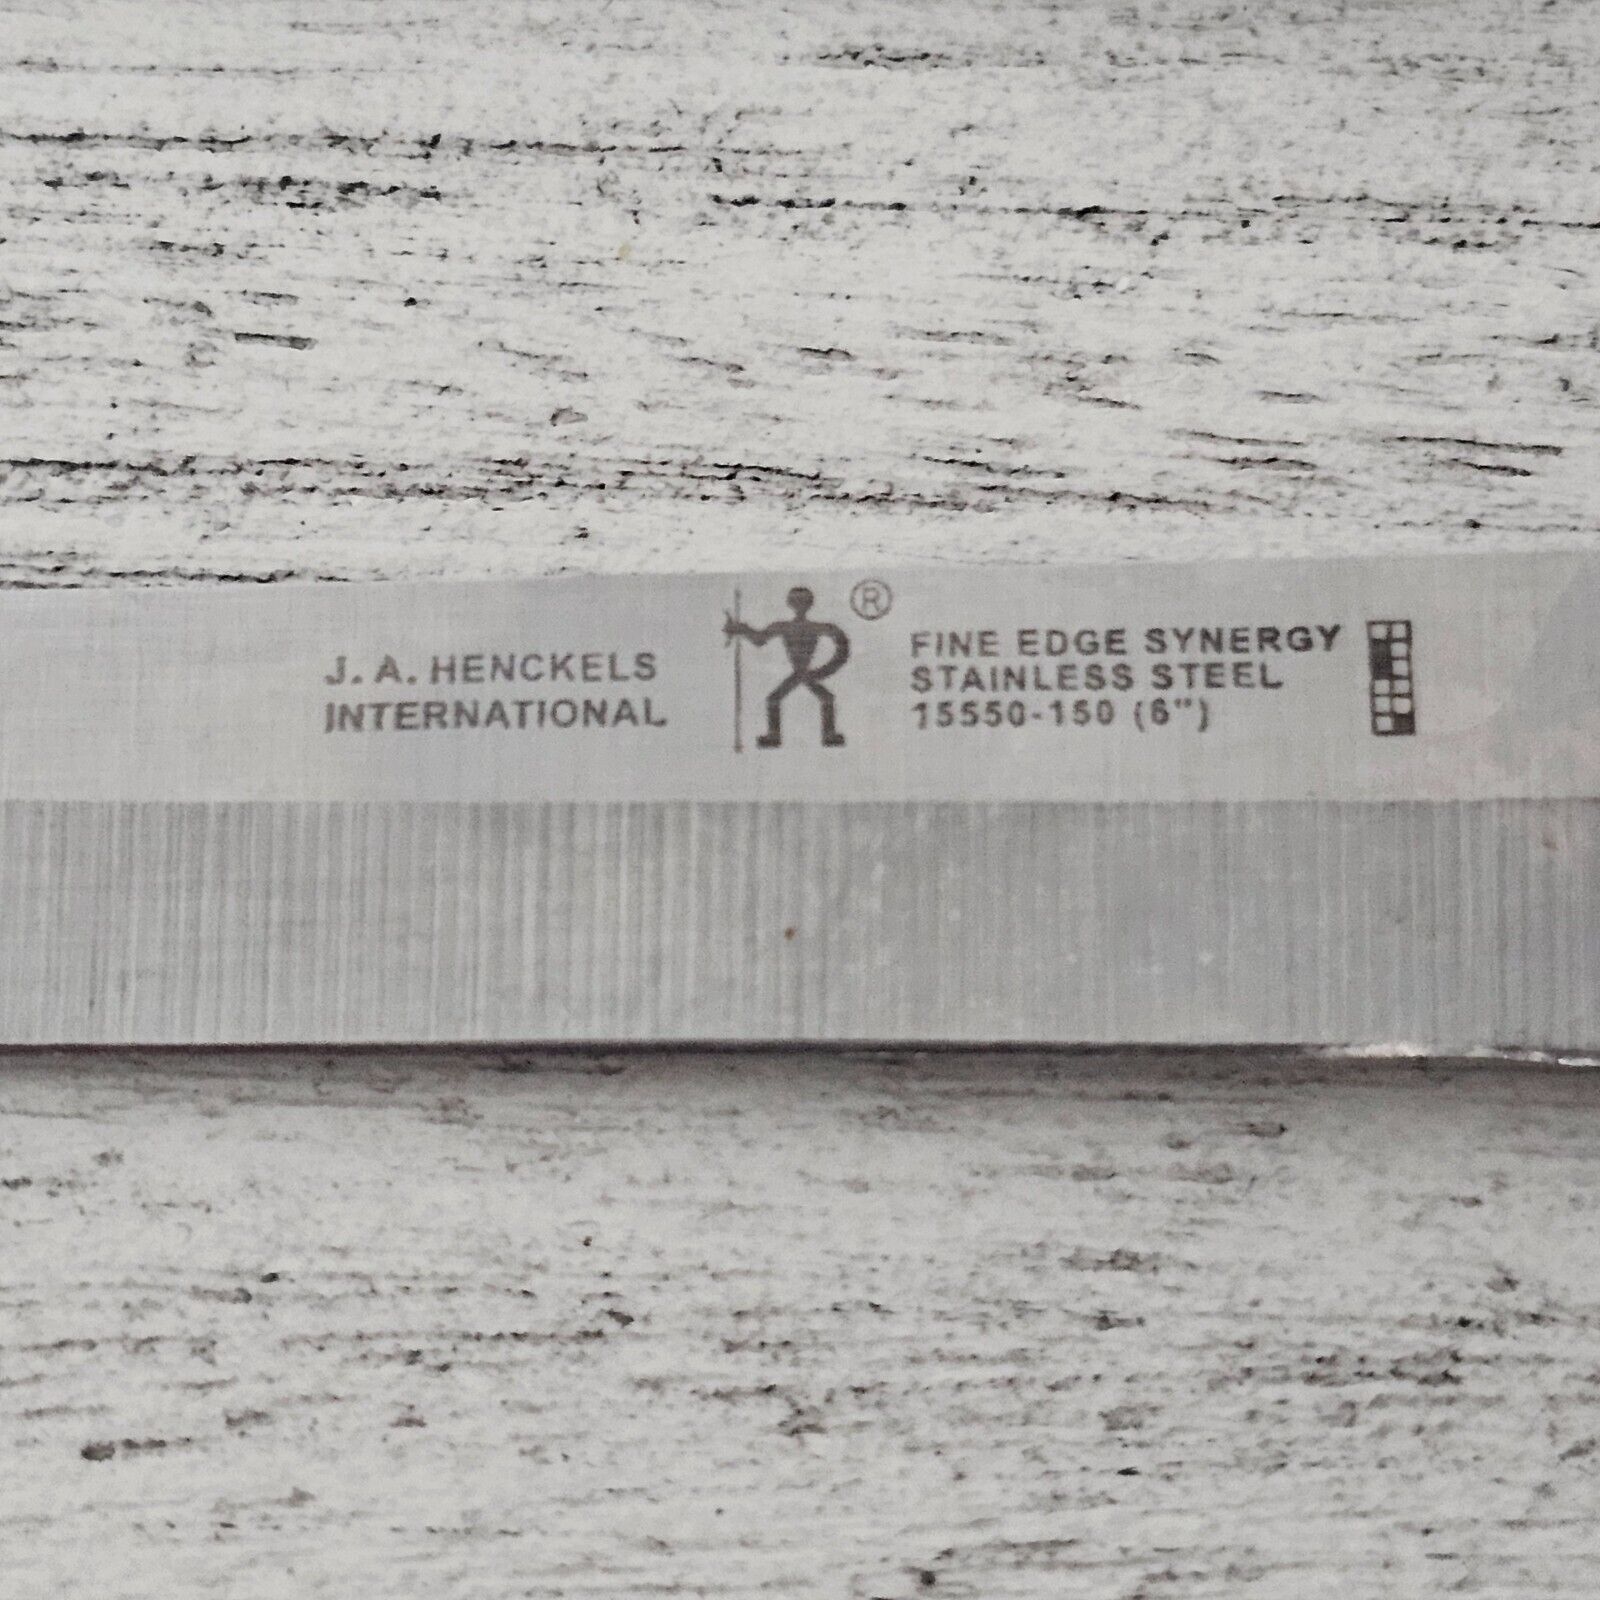 J. A. HENCKELS
INTERNATIONAL
®
FINE EDGE SYNERGY
STAINLESS STEEL
15550-150 (6")